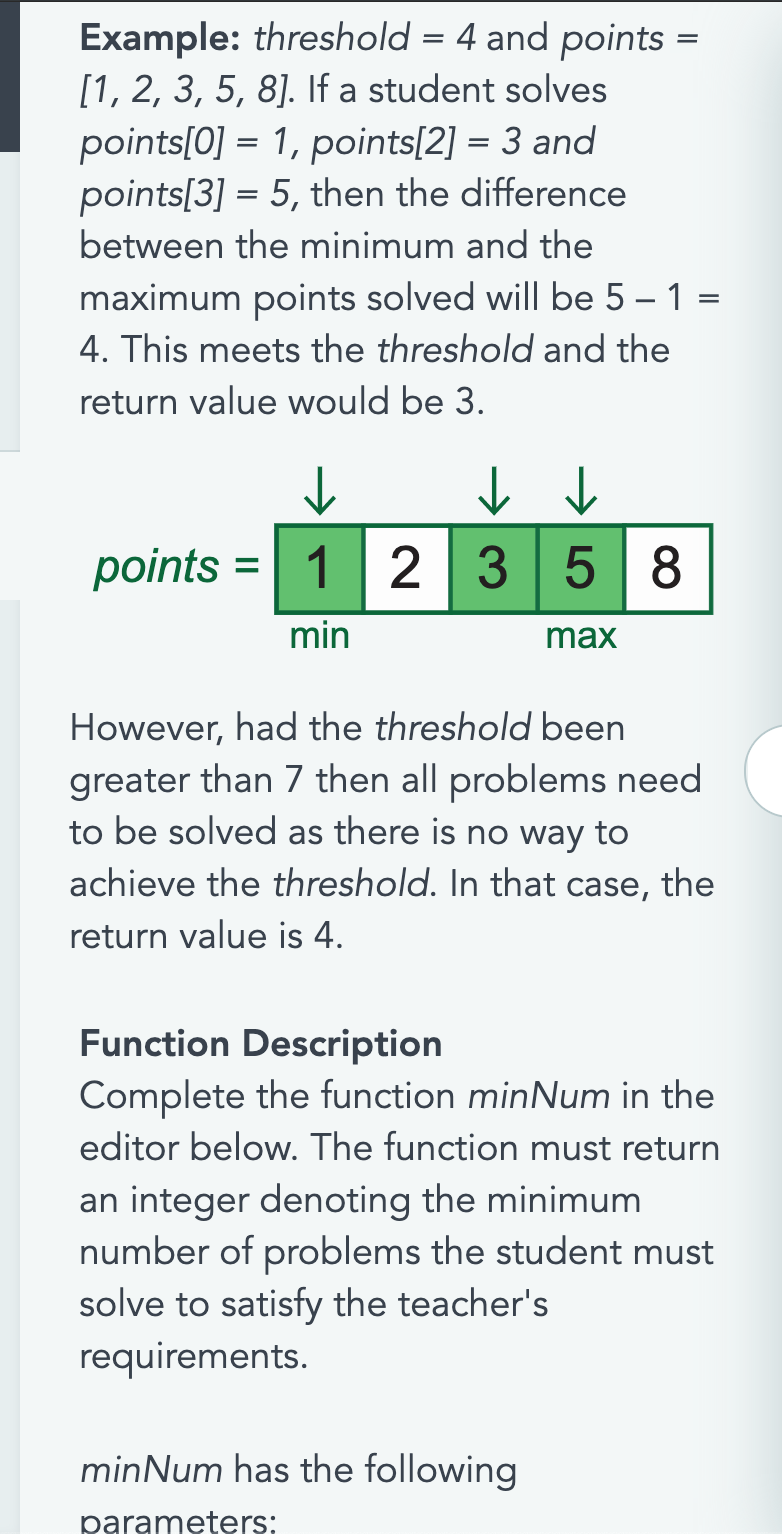 Example: threshold = 4 and points =
[1, 2, 3, 5, 8]. If a student solves
points[0] = 1, points[2] = 3 and
points[3] = 5, then the difference
between the minimum and the
maximum points solved will be 5 – 1 =
4. This meets the threshold and the
return value would be 3.
points = 1 2 3 5 8
min max
However, had the threshold been
greater than 7 then all problems need
to be solved as there is no way to
achieve the threshold. In that case, the
return value is 4.
Function Description
Complete the function minNum in the
editor below. The function must return
an integer denoting the minimum
number of problems the student must
solve to satisfy the teacher's
requirements.
minNum has the following
parameters: